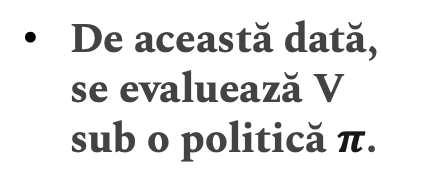 • De această dată,
se evaluează V
sub o politică π.